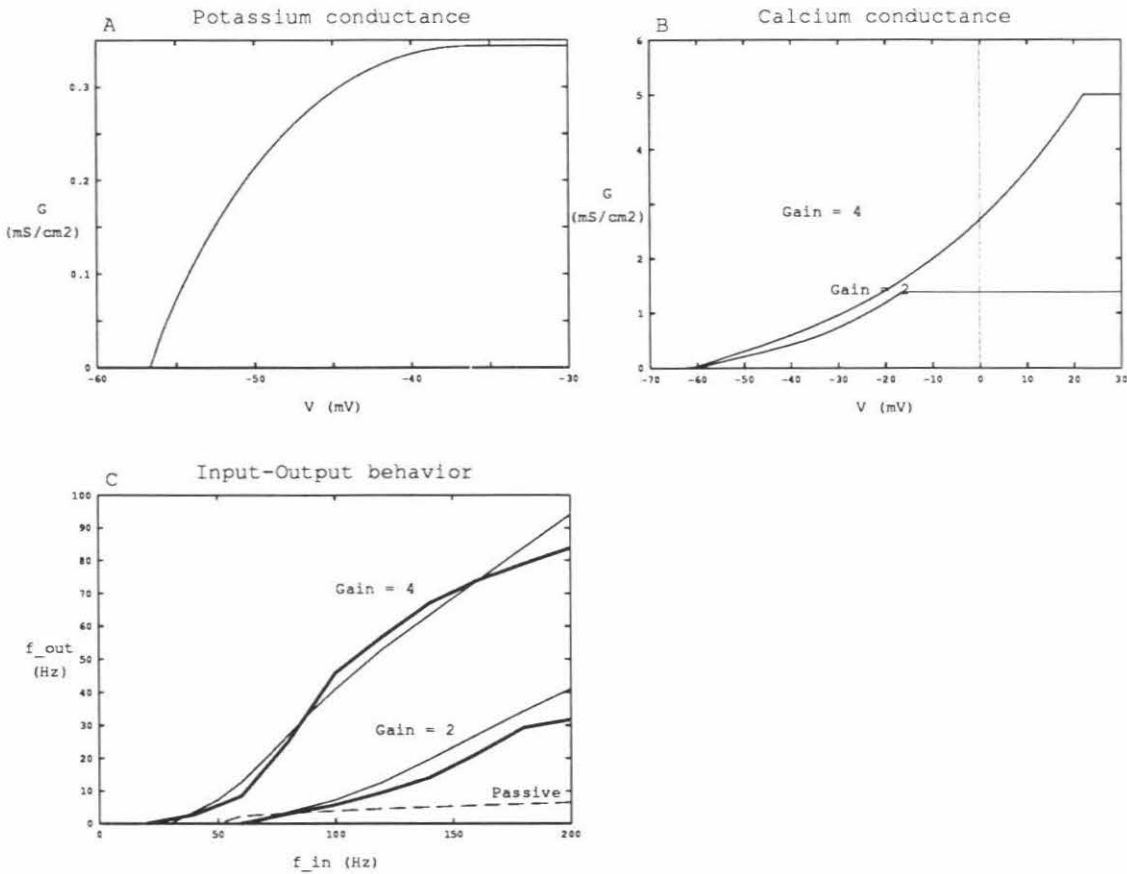 A
Potassium conductance
0.3
0.2
0.1
0
G
(mS/cm2)
-60
-50
-40
-30
V (mV)
B
Calcium conductance
6
5
4
2
1
0
G
(mS/cm2)
Gain = 4
Gain = 2
-70
-60
-50
-40
-30
-20
-10
0
10
20
30
V (mV)
C
Input-Output behavior
100
90
80
70
60
50
40
30
20
10
0
f_out
(Hz)
Gain = 4
Gain = 2
Passive
0
50
100
150
200
f_in (Hz)